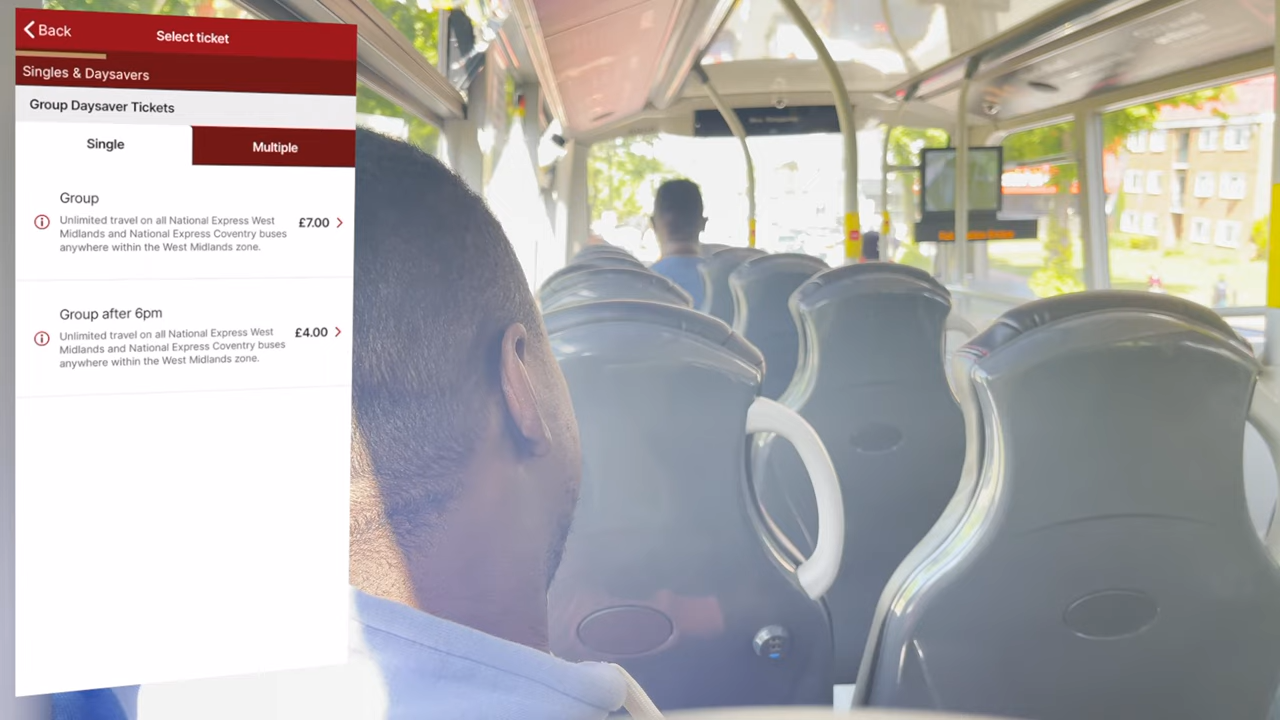 Back
Select ticket
Singles & Daysavers
Group Daysaver Tickets
Single
Multiple
Group
Unlimited travel on all National Express West
Midlands and National Express Coventry buses
anywhere within the West Midlands zone.
£7.00
Group after 6pm
Unlimited travel on all National Express West
Midlands and National Express Coventry buses
anywhere within the West Midlands zone.
£4.00